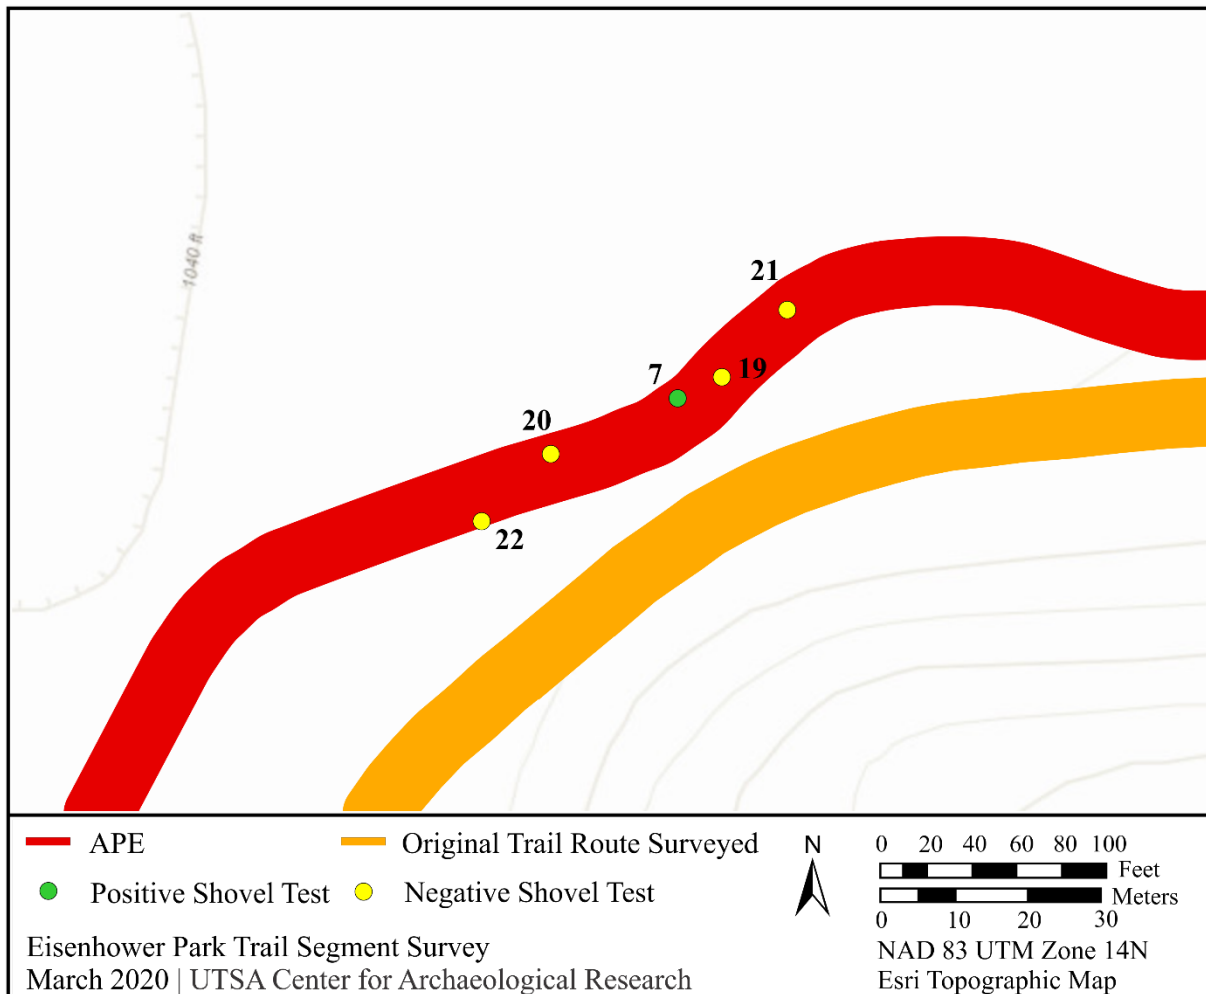 1040 ft
21
7
19
20
22
APE
Original Trail Route Surveyed
Positive Shovel Test
Negative Shovel Test
N
0 20 40 60 80 100
Feet
Meters
0 10 20 30
Eisenhower Park Trail Segment Survey
March 2020 | UTSA Center for Archaeological Research
NAD 83 UTM Zone 14N
Esri Topographic Map